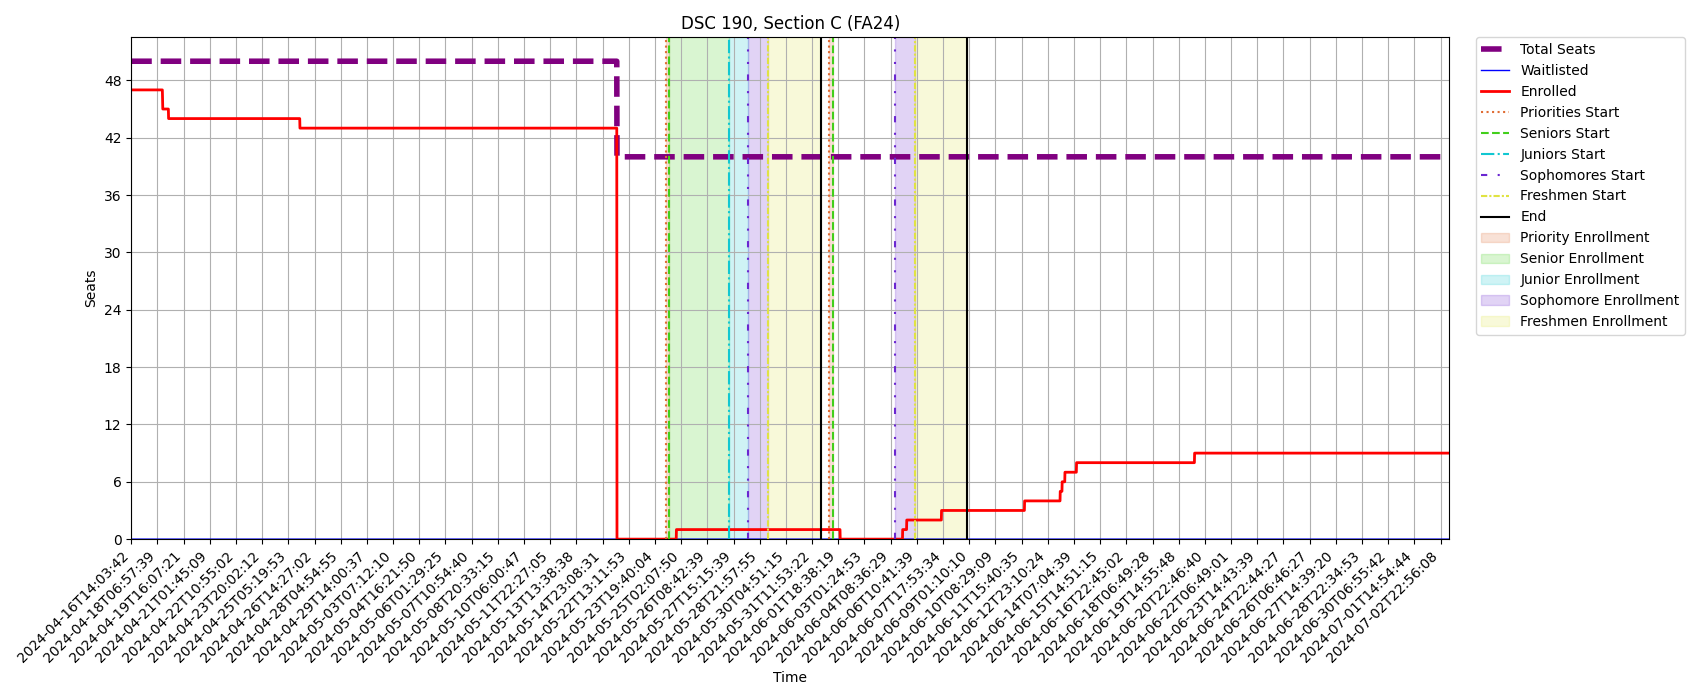 DSC 190, Section C (FA24)
Seats
48
42
36
30
24
18
12
6
0
2024-04-16T14:03:42
2024-04-18T06:57:39
2024-04-19T16:07:21
2024-04-21T01:45:09
2024-04-22T10:55:02
2024-04-23T20:02:12
2024-04-25T05:19:53
2024-04-26T14:27:02
2024-04-28T04:54:55
2024-04-29T14:00:37
2024-05-03T07:12:10
2024-05-04T16:21:50
2024-05-06T01:29:25
2024-05-07T10:54:40
2024-05-08T20:33:15
2024-05-10T06:00:47
2024-05-11T22:27:05
2024-05-13T13:38:38
2024-05-14T23:08:31
2024-05-22T13:11:53
2024-05-23T19:40:04
2024-05-25T02:07:50
2024-05-26T08:42:39
2024-05-27T15:15:39
2024-05-28T21:57:55
2024-05-30T04:51:15
2024-05-31T11:53:22
2024-06-01T18:38:19
2024-06-03T01:24:53
2024-06-04T08:36:29
2024-06-06T10:41:39
2024-06-07T17:53:34
2024-06-09T01:10:10
2024-06-10T08:29:09
2024-06-11T15:40:35
2024-06-12T23:10:24
2024-06-14T07:04:39
2024-06-15T14:51:15
2024-06-16T22:45:02
2024-06-18T06:49:28
2024-06-19T14:55:48
2024-06-20T22:46:40
2024-06-22T06:49:01
2024-06-23T14:43:39
2024-06-24T22:44:27
2024-06-26T06:46:27
2024-06-27T14:39:20
2024-06-28T22:34:53
2024-06-30T06:55:42
2024-07-01T14:54:44
2024-07-02T22:56:08
Time
Total Seats
Waitlisted
Enrolled
Priorities Start
Seniors Start
Juniors Start
Sophomores Start
Freshmen Start
End
Priority Enrollment
Senior Enrollment
Junior Enrollment
Sophomore Enrollment
Freshmen Enrollment